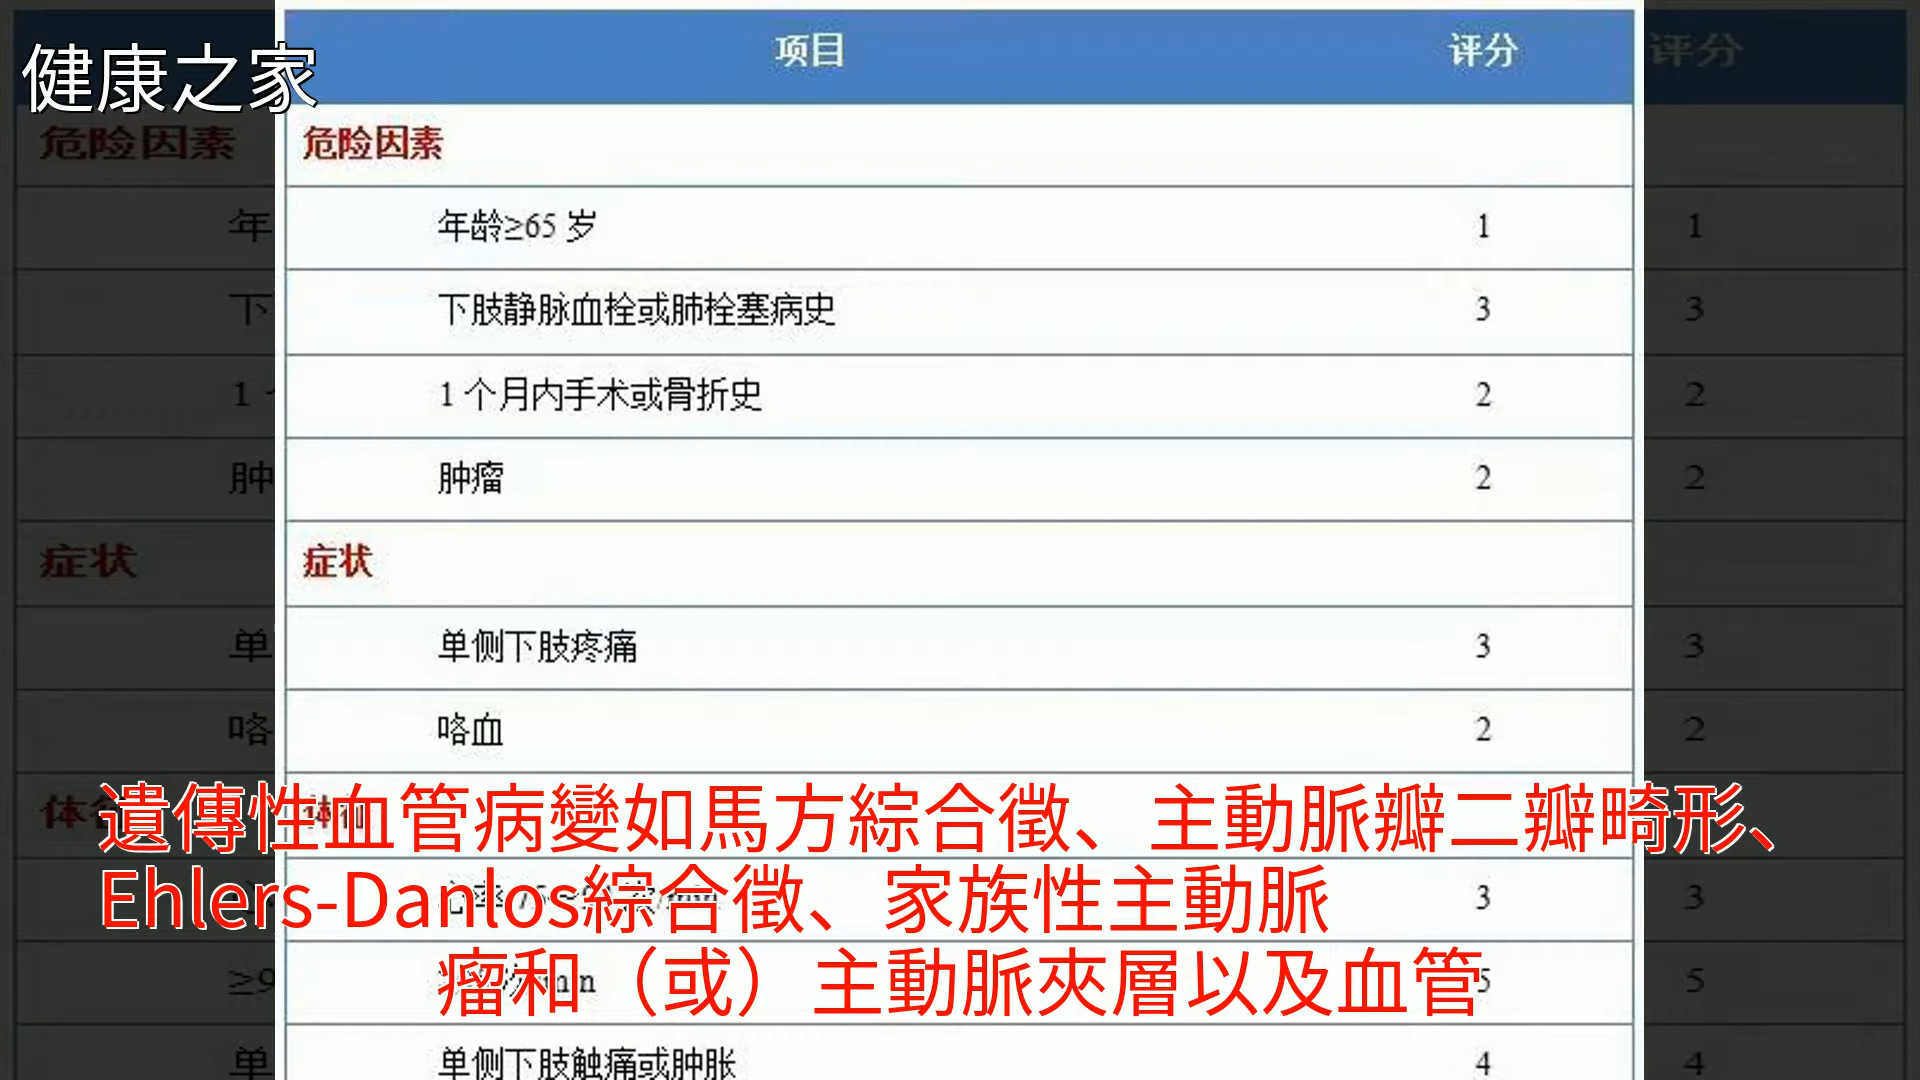 健康之家
项目 评分
危险因素
年龄≥65 岁 1
下肢静脉血栓或肺栓塞病史 3
1 个月内手术或骨折史 2
肿瘤 2
症状
单侧下肢疼痛 3
咯血 2
遺傳性血管病變如馬方綜合徵、主動脈瓣二瓣畸形、
Ehlers-Danlos綜合徵、家族性主動脈
瘤和（或）主動脈夾層以及血管
3
5
单侧下肢触痛或肿胀 4